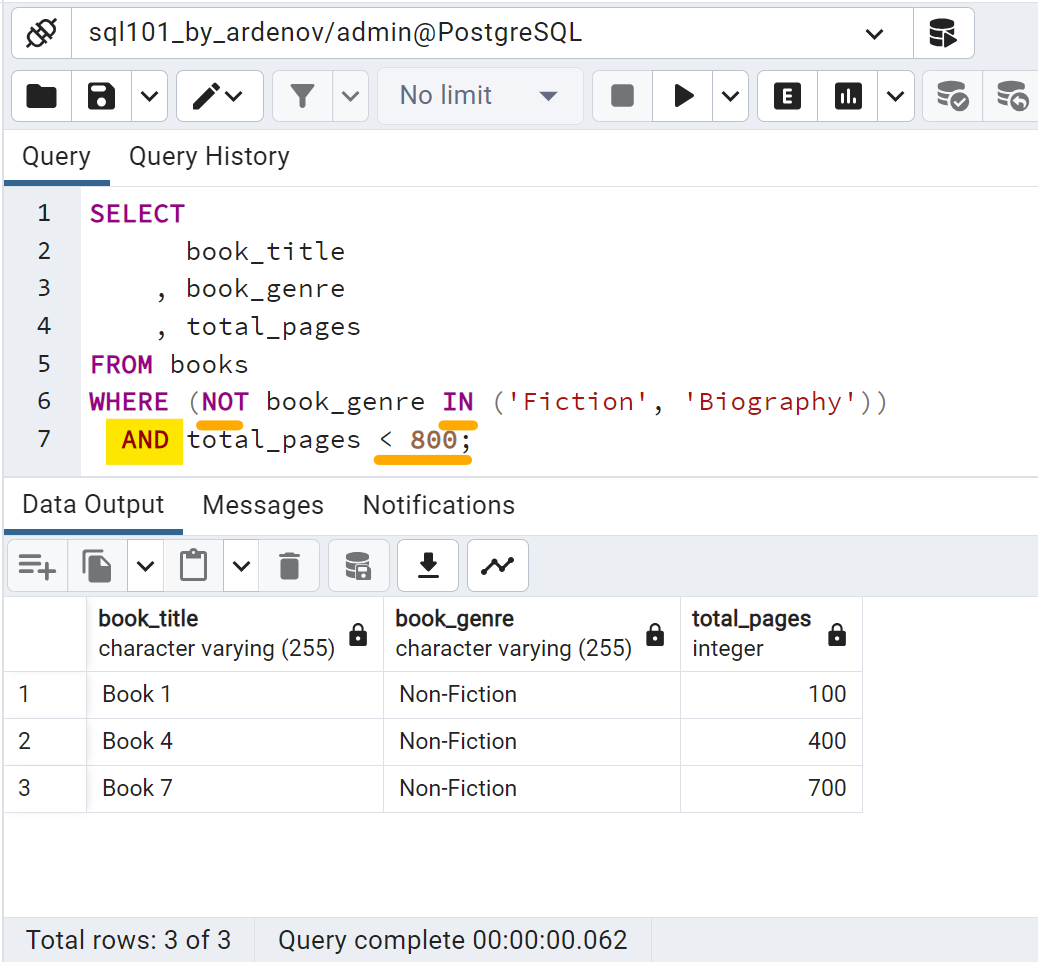 sql101_by_ardenov/admin@PostgreSQL
No limit
E
Query Query History
1 SELECT
2 book_title
3 , book_genre
4 , total_pages
5 FROM books
6 WHERE (NOT book_genre IN ('Fiction', 'Biography'))
7 AND total_pages < 800;
Data Output Messages Notifications
book_title book_genre total_pages
character varying (255) character varying (255) integer
1 Book 1 Non-Fiction 100
2 Book 4 Non-Fiction 400
3 Book 7 Non-Fiction 700
Total rows: 3 of 3 Query complete 00:00:00.062